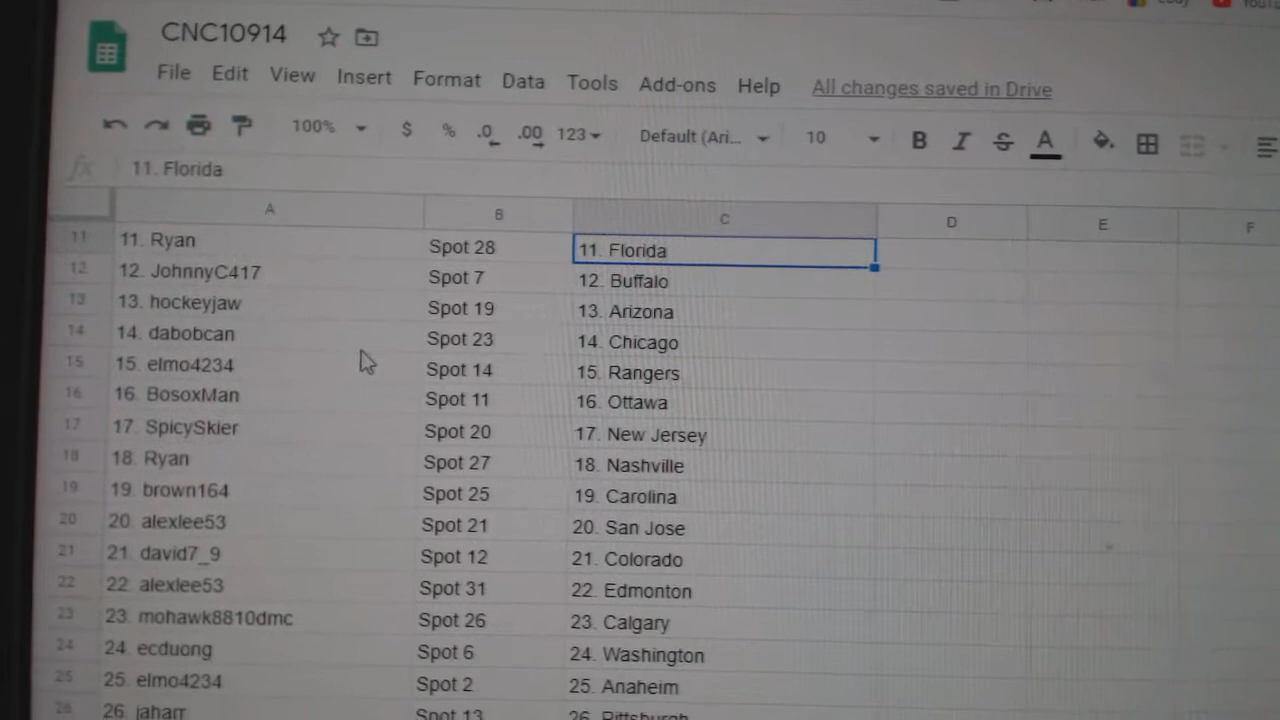 CNC10914
File Edit View Insert Format Data Tools Add-ons Help All changes saved in Drive
100% $ % .0 .00 123 Default (Ari... 10 B I S A
fx 11. Florida
A B C D E F
11 11. Ryan Spot 28 11. Florida
12 12. JohnnyC417 Spot 7 12. Buffalo
13 13. hockeyjaw Spot 19 13. Arizona
14 14. dabobcan Spot 23 14. Chicago
15 15. elmo4234 Spot 14 15. Rangers
16 16. BosoxMan Spot 11 16. Ottawa
17 17. SpicySkier Spot 20 17. New Jersey
18 18. Ryan Spot 27 18. Nashville
19 19. brown164 Spot 25 19. Carolina
20 20. alexlee53 Spot 21 20. San Jose
21 21. david7_9 Spot 12 21. Colorado
22 22. alexlee53 Spot 31 22. Edmonton
23 23. mohawk8810dmc Spot 26 23. Calgary
24 24. ecduong Spot 6 24. Washington
25 25. elmo4234 Spot 2 25. Anaheim
26 26. jaharr Spot 13 26. Pittsburgh